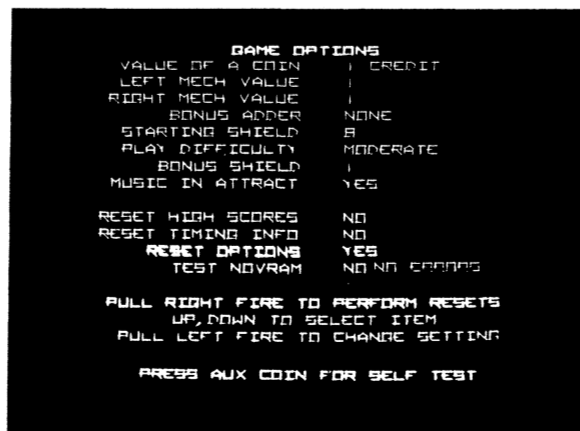 GAME OPTIONS
VALUE OF A COIN 1 CREDIT
LEFT MECH VALUE 1
RIGHT MECH VALUE 1
BONUS ADDER NONE
STARTING SHIELD 8
PLAY DIFFICULTY MODERATE
BONUS SHIELD 1
MUSIC IN ATTRACT YES
RESET HIGH SCORES NO
RESET TIMING INFO NO
RESET OPTIONS YES
TEST NOVRAM NO NO ERRORS
PULL RIGHT FIRE TO PERFORM RESETS
UP, DOWN TO SELECT ITEM
PULL LEFT FIRE TO CHANGE SETTING
PRESS AUX COIN FOR SELF TEST